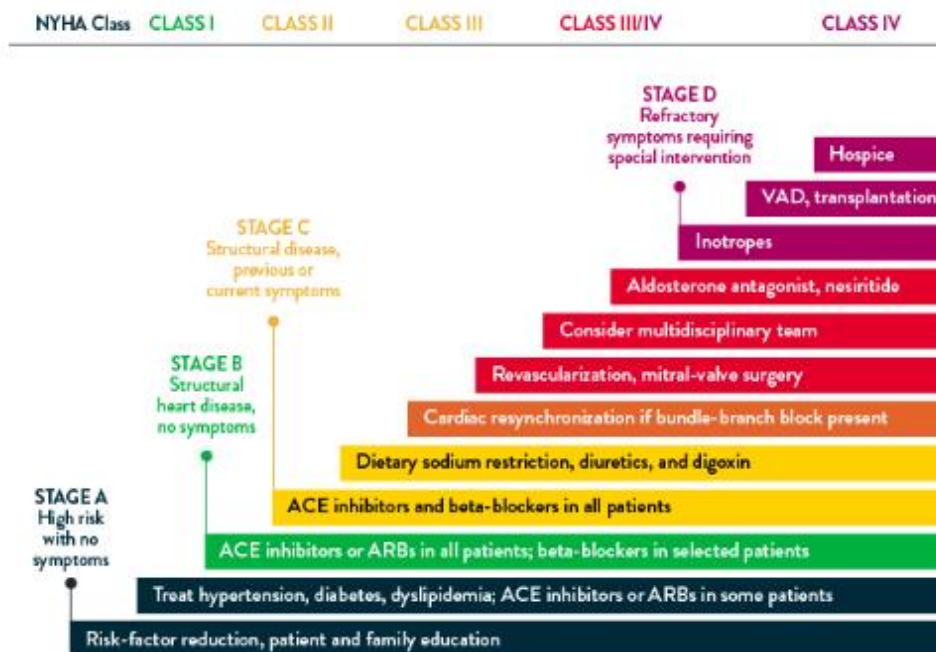 NYHA Class CLASS I CLASS II CLASS III CLASS III/IV CLASS IV
STAGE D
Refractory
symptoms requiring
special intervention
Hospice
VAD, transplantation
Inotropes
STAGE C
Structural disease,
previous or
current symptoms
Aldosterone antagonist, nesiritide
Consider multidisciplinary team
STAGE B
Structural
heart disease,
no symptoms
Revascularization, mitral-valve surgery
Cardiac resynchronization if bundle-branch block present
Dietary sodium restriction, diuretics, and digoxin
STAGE A
High risk
with no
symptoms
ACE inhibitors and beta-blockers in all patients
ACE inhibitors or ARBs in all patients; beta-blockers in selected patients
Treat hypertension, diabetes, dyslipidemia; ACE inhibitors or ARBs in some patients
Risk-factor reduction, patient and family education